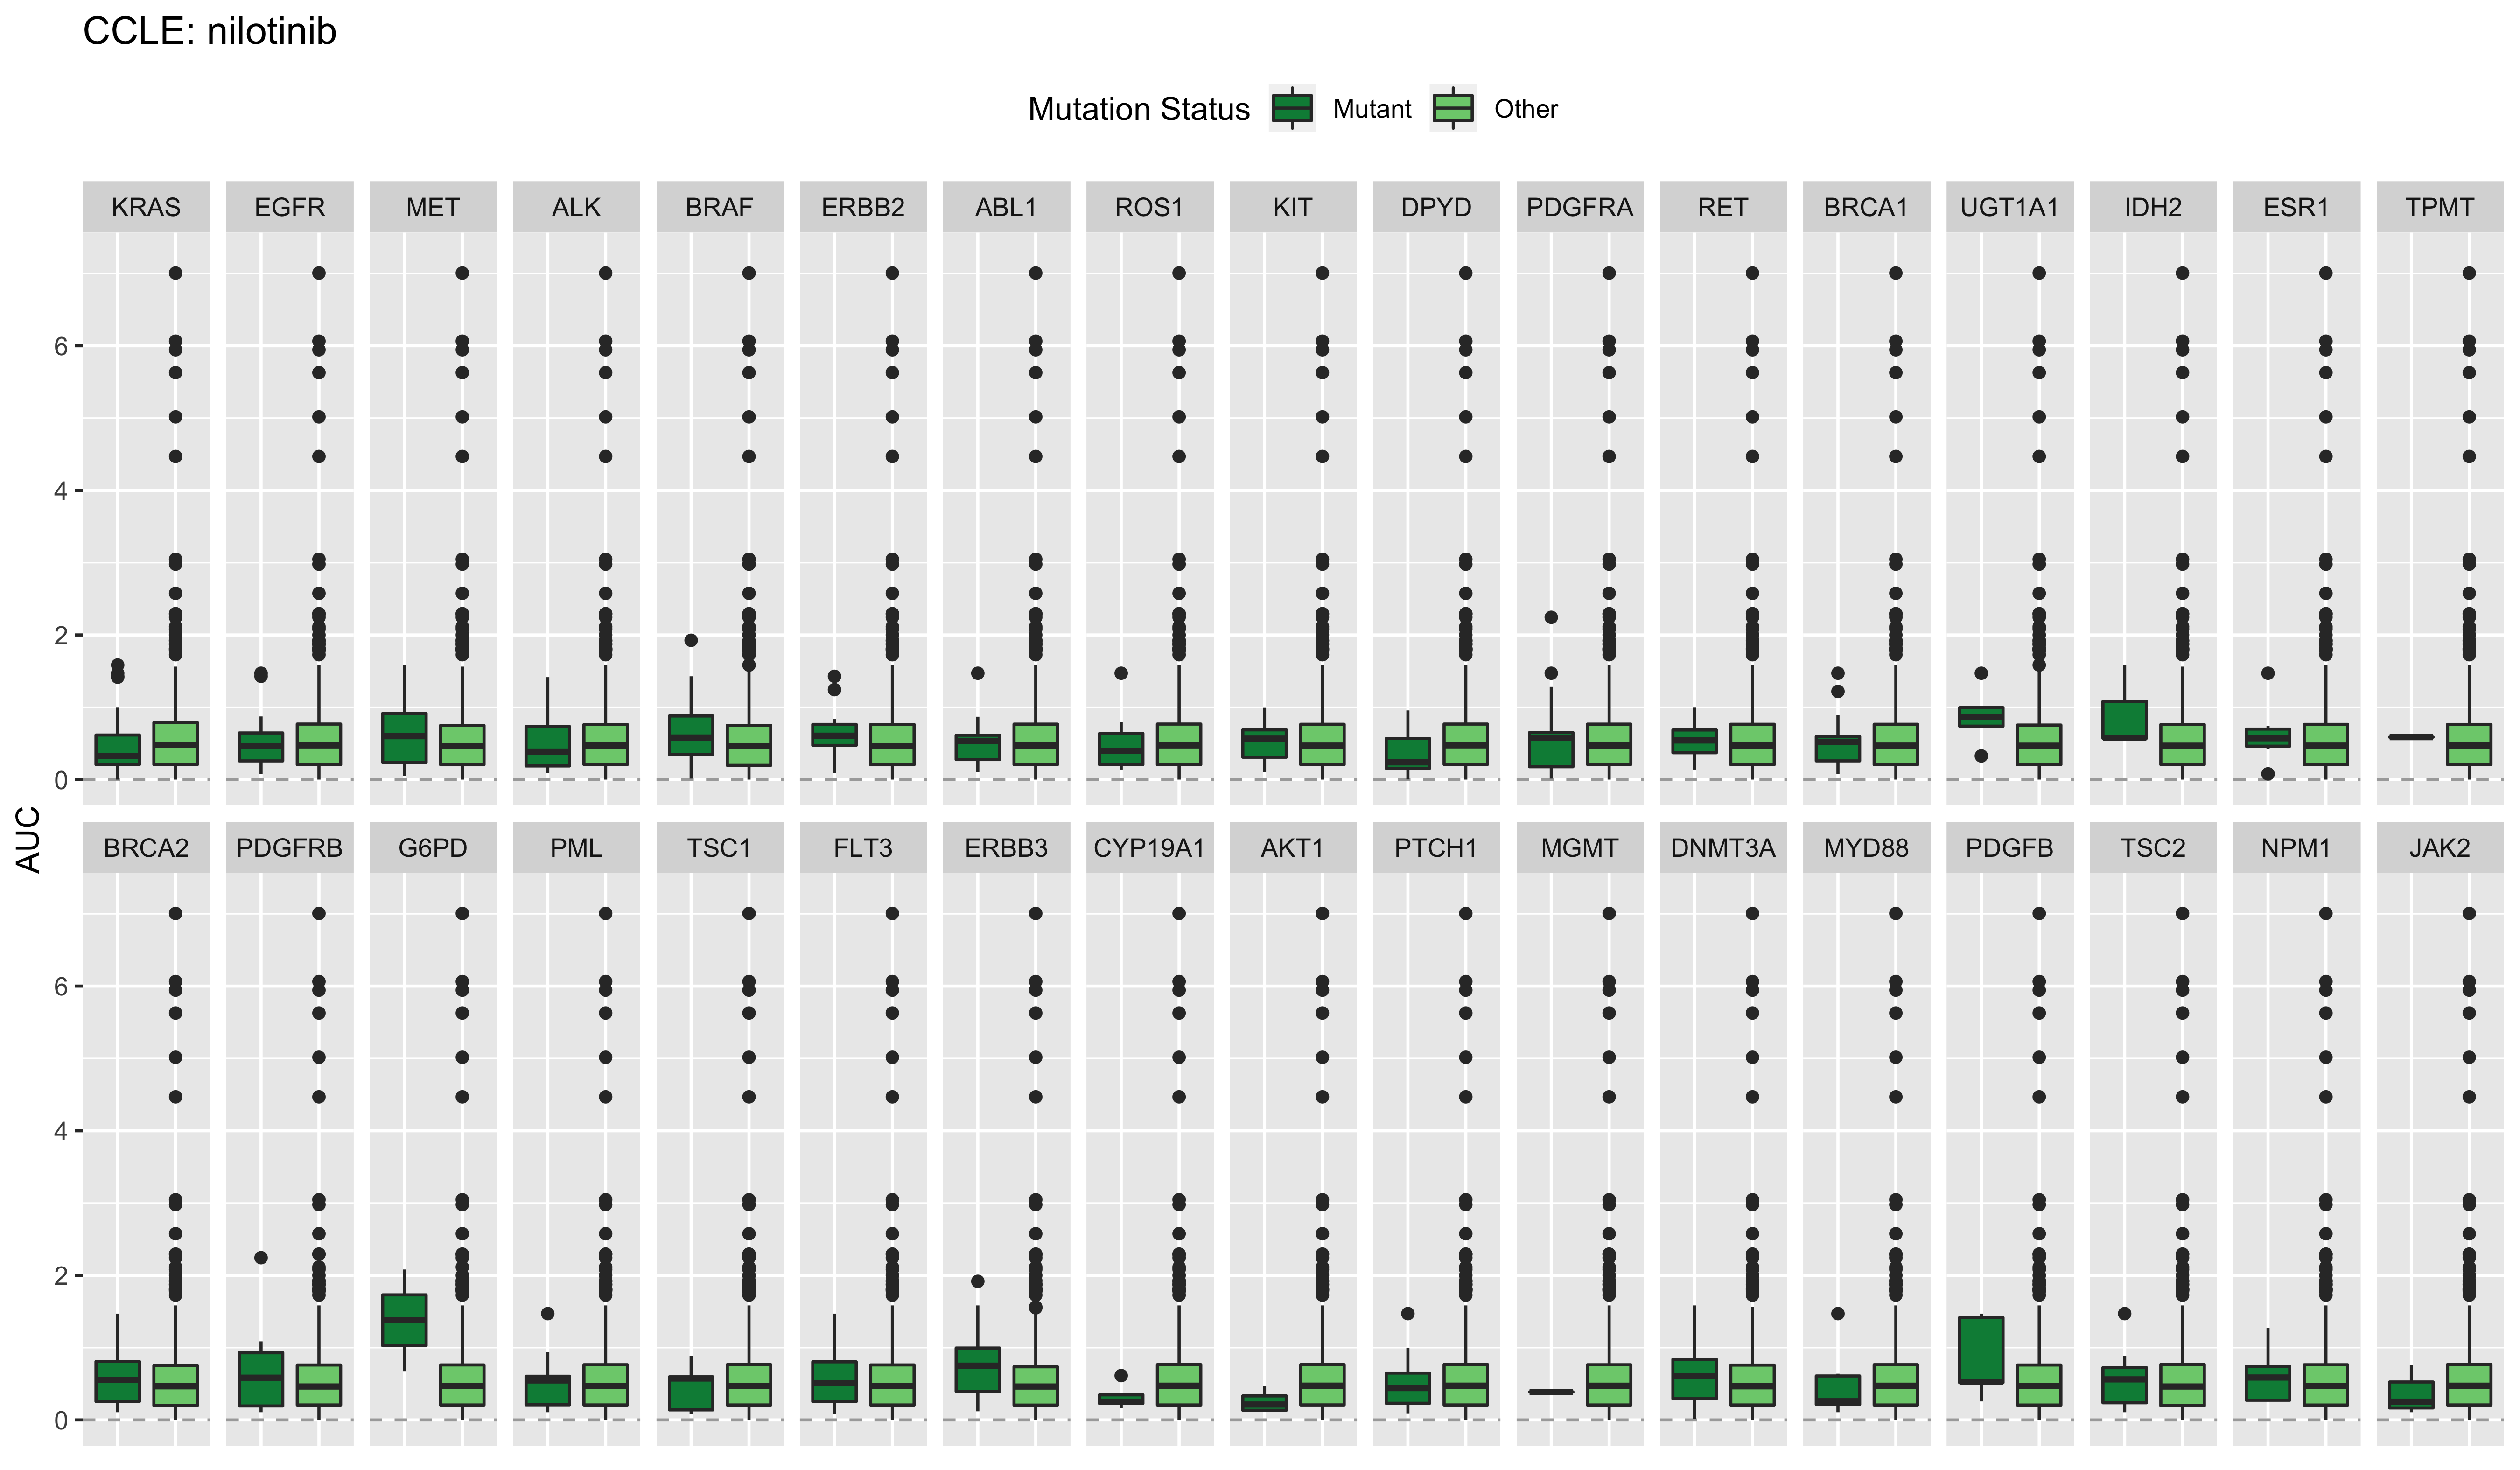 CCLE: nilotinib
Mutation Status Mutant Other
KRAS EGFR MET ALK BRAF ERBB2 ABL1 ROS1 KIT DPYD PDGFRA RET BRCA1 UGT1A1 IDH2 ESR1 TPMT
6
4
2
0
AUC
BRCA2 PDGFRB G6PD PML TSC1 FLT3 ERBB3 CYP19A1 AKT1 PTCH1 MGMT DNMT3A MYD88 PDGFB TSC2 NPM1 JAK2
6
4
2
0